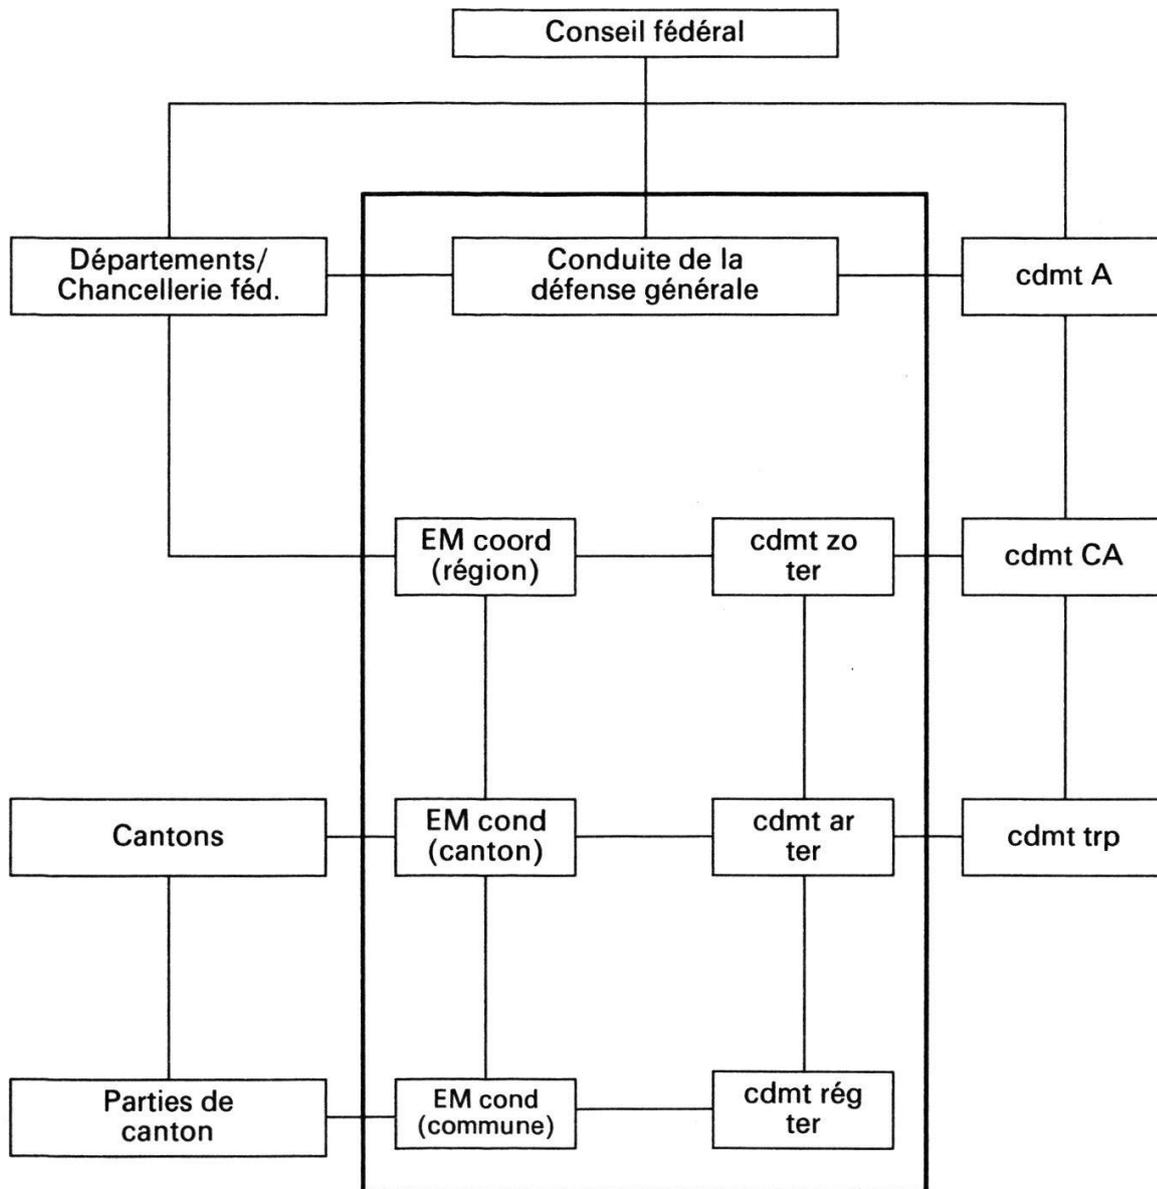 Conseil fédéral
Départements/
Chancellerie féd.
Conduite de la
défense générale
cdmt A
EM coord
(région)
cdmt zo
ter
cdmt CA
Cantons
EM cond
(canton)
cdmt ar
ter
cdmt trp
Parties de
canton
EM cond
(commune)
cdmt rég
ter